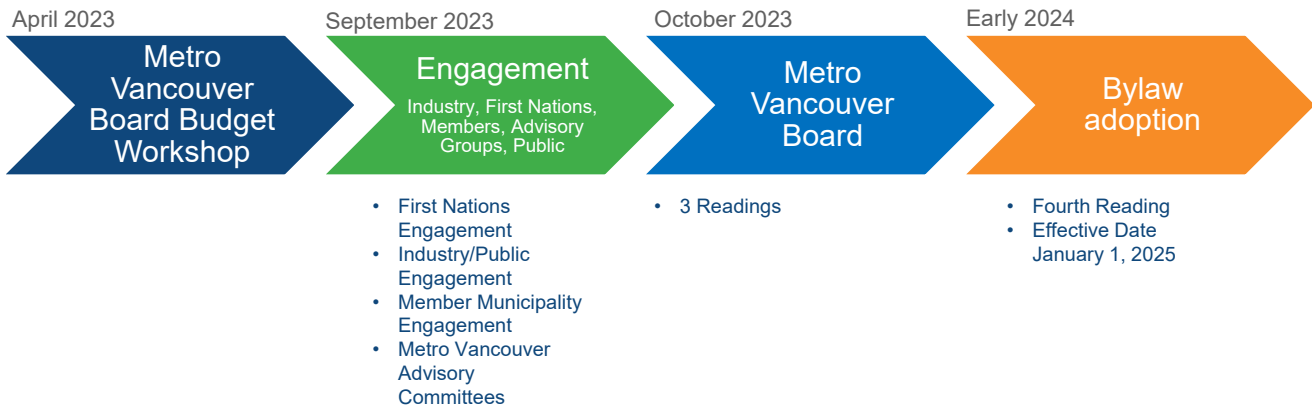 April 2023
Metro
Vancouver
Board Budget
Workshop
September 2023
Engagement
Industry, First Nations,
Members, Advisory
Groups, Public
• First Nations
Engagement
• Industry/Public
Engagement
• Member Municipality
Engagement
• Metro Vancouver
Advisory
Committees
October 2023
Metro
Vancouver
Board
• 3 Readings
Early 2024
Bylaw
adoption
• Fourth Reading
• Effective Date
January 1, 2025